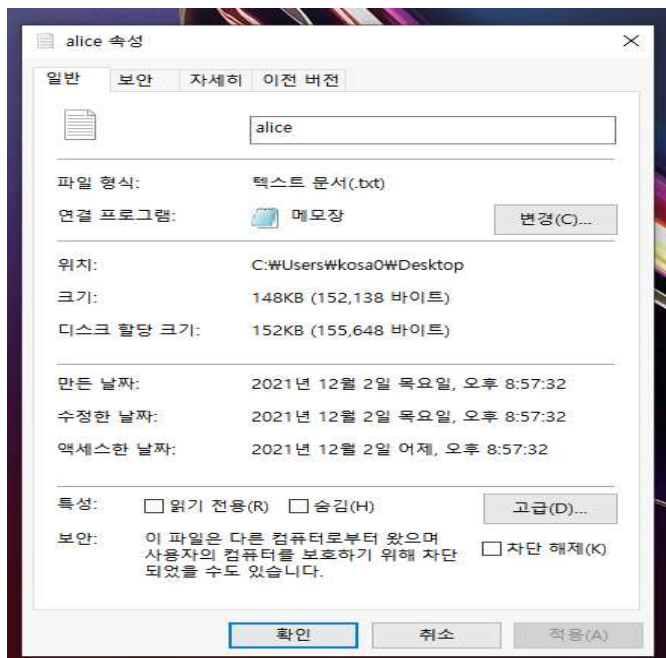 alice 속성
일반 보안 자세히 이전 버전
alice
파일 형식: 텍스트 문서(.txt)
연결 프로그램: 메모장 변경(C)...
위치: C:₩Users₩kosa0₩Desktop
크기: 148KB (152,138 바이트)
디스크 할당 크기: 152KB (155,648 바이트)
만든 날짜: 2021년 12월 2일 목요일, 오후 8:57:32
수정한 날짜: 2021년 12월 2일 목요일, 오후 8:57:32
액세스한 날짜: 2021년 12월 2일 어제, 오후 8:57:32
특성: 읽기 전용(R) 숨김(H) 고급(D)...
보안: 이 파일은 다른 컴퓨터로부터 왔으며
사용자의 컴퓨터를 보호하기 위해 차단 차단 해제(K)
되었을 수도 있습니다.
확인 취소 적용(A)